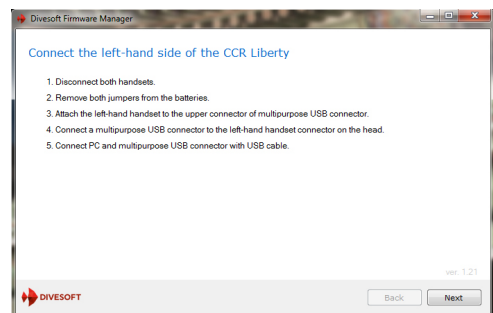 Divesoft Firmware Manager
Connect the left-hand side of the CCR Liberty
1. Disconnect both handsets.
2. Remove both jumpers from the batteries.
3. Attach the left-hand handset to the upper connector of multipurpose USB connector.
4. Connect a multipurpose USB connector to the left-hand handset connector on the head.
5. Connect PC and multipurpose USB connector with USB cable.
ver. 1.21
DIVESOFT
Back
Next